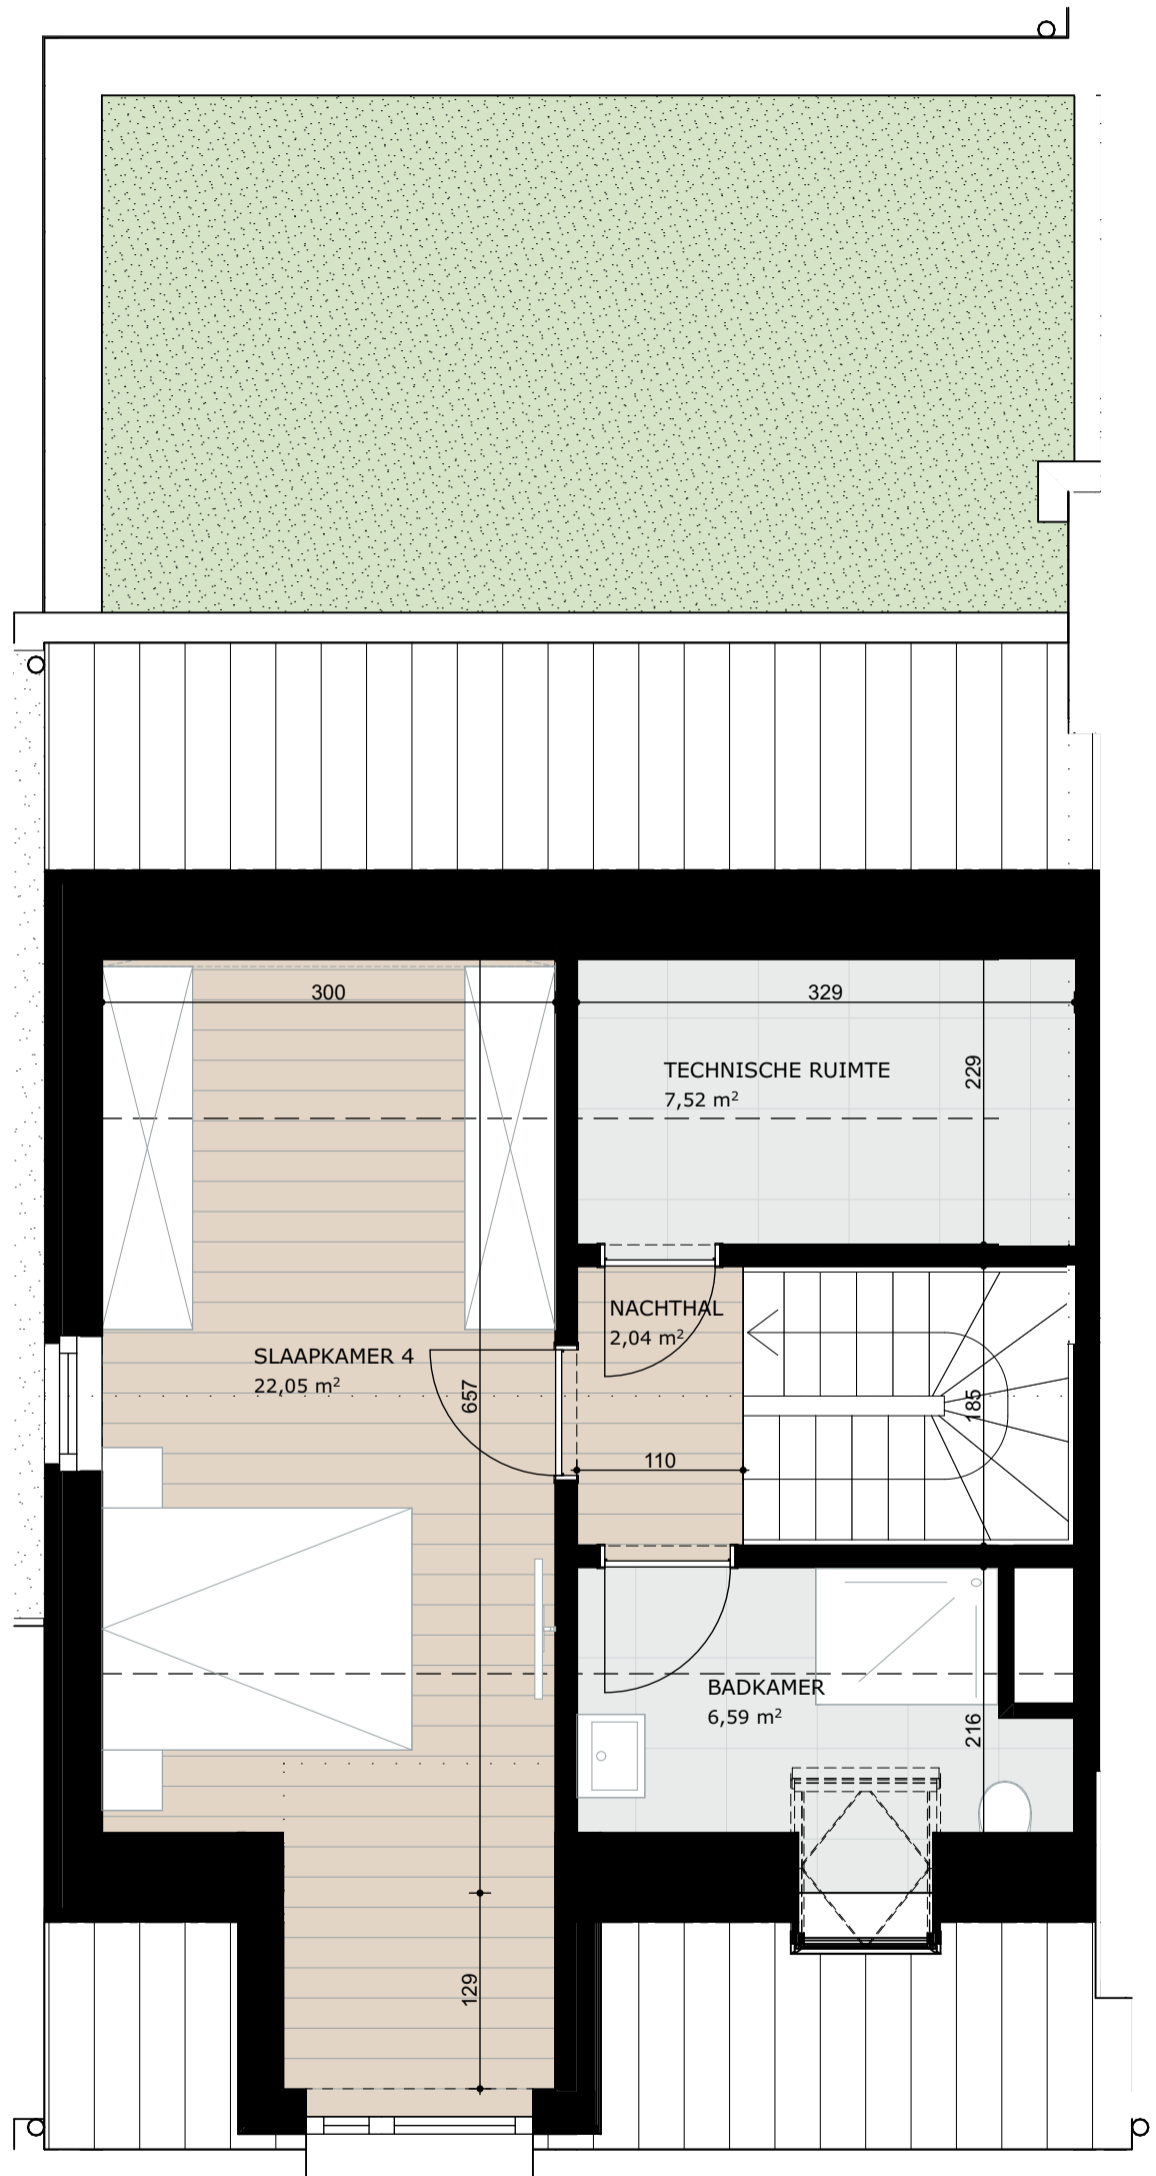 300
329
TECHNISCHE RUIMTE
7,52 m²
229
NACHTHAL
2,04 m²
SLAAPKAMER 4
22,05 m²
657
185
110
BADKAMER
6,59 m²
216
129